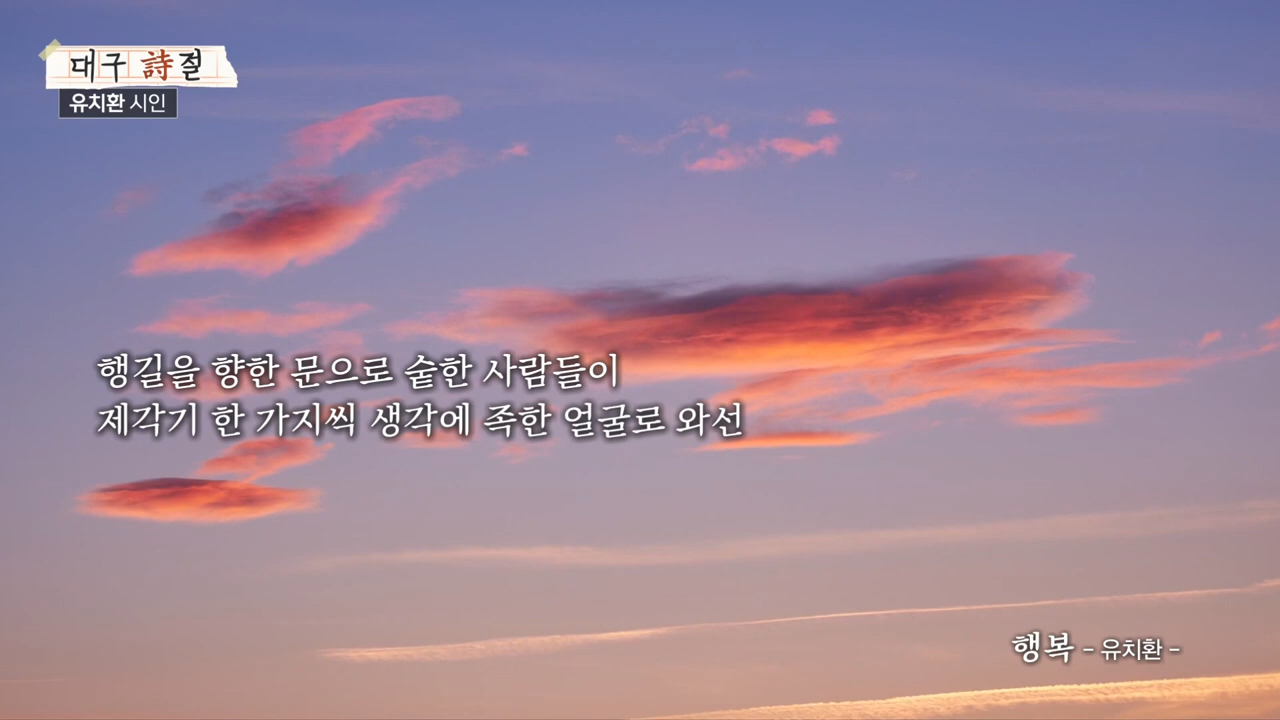 대구 詩절
유치환 시인
행길을 향한 문으로 숱한 사람들이
제각기 한 가지씩 생각에 족한 얼굴로 와선
행복 - 유치환 -